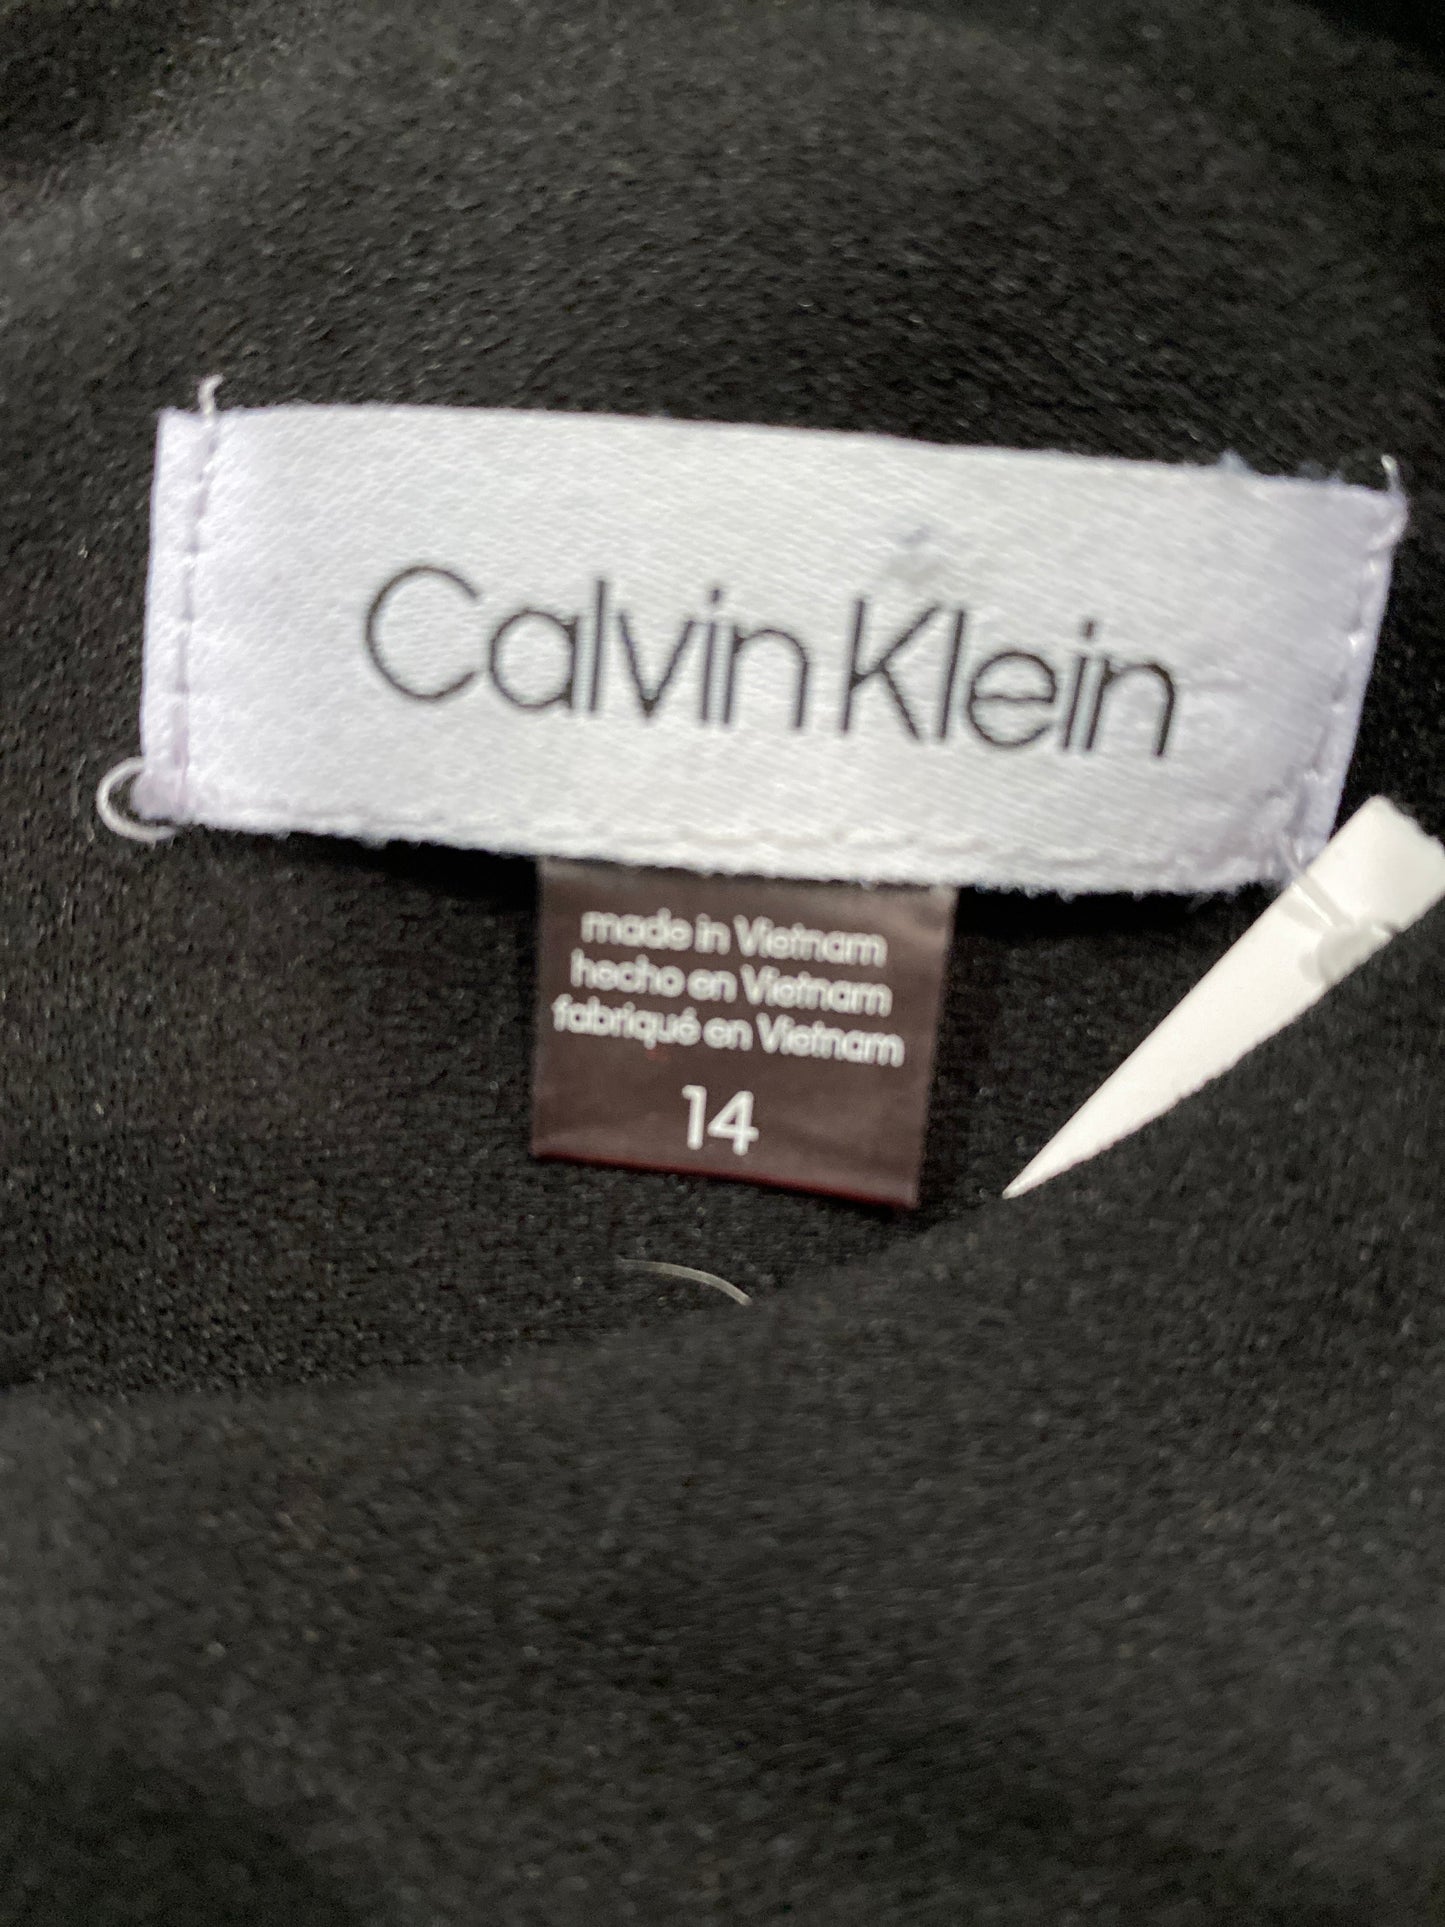 Calvin Klein
made in Vietnam
hecho en Vietnam
fabriqué en Vietnam
14